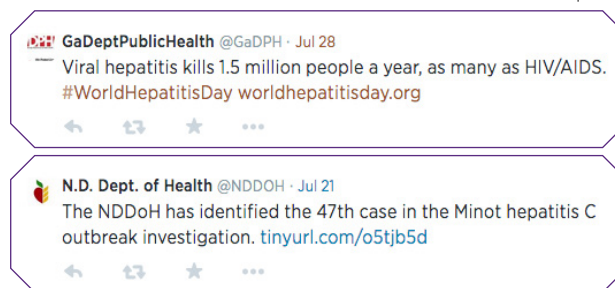 DPH
GaDeptPublicHealth @GaDPH · Jul 28
Viral hepatitis kills 1.5 million people a year, as many as HIV/AIDS.
#WorldHepatitisDay worldhepatitisday.org
N.D. Dept. of Health @NDDOH · Jul 21
The NDDoH has identified the 47th case in the Minot hepatitis C
outbreak investigation. tinyurl.com/o5tjb5d